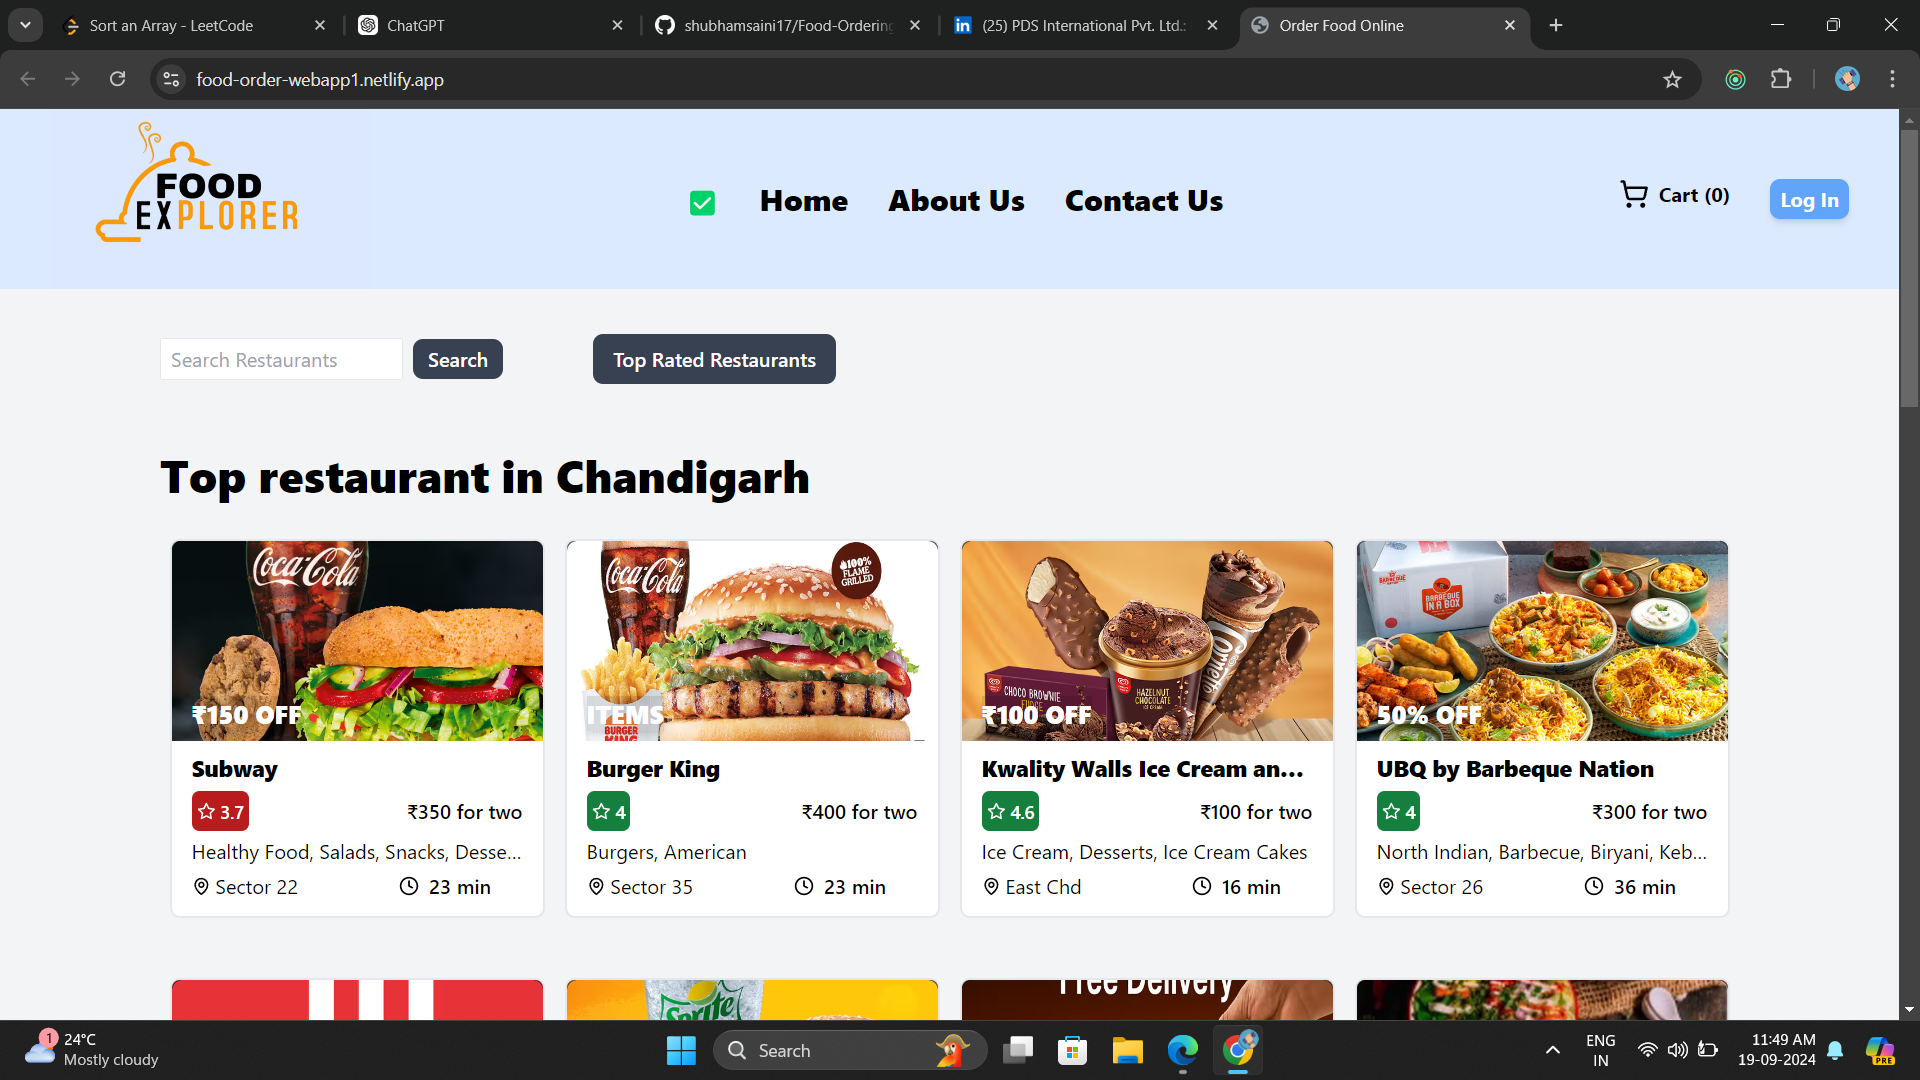 Sort an Array - LeetCode
ChatGPT
shubhamsaini17/Food-Ordering
(25) PDS International Pvt. Ltd.:
Order Food Online
food-order-webapp1.netlify.app
FOOD
EXPLORER
Home
About Us
Contact Us
Cart (0)
Log In
Search Restaurants
Search
Top Rated Restaurants
Top restaurant in Chandigarh
Coca-Cola
₹150 OFF
Subway
3.7
₹350 for two
Healthy Food, Salads, Snacks, Desse...
Sector 22
23 min
Coca-Cola
100%
FLAME
GRILLED
ITEMS
BURGER
KING
Burger King
4
₹400 for two
Burgers, American
Sector 35
23 min
CHOCO BROWNIE
FUDGE
HAZELNUT
CHOCOLATE
₹100 OFF
Kwality Walls Ice Cream an...
4.6
₹100 for two
Ice Cream, Desserts, Ice Cream Cakes
East Chd
16 min
BARBEQUE
BARBEQUE
IN A BOX
50% OFF
UBQ by Barbeque Nation
4
₹300 for two
North Indian, Barbecue, Biryani, Keb...
Sector 26
36 min
Sprite
Free Delivery
1
24°C
Mostly cloudy
Search
ENG
IN
11:49 AM
19-09-2024
PRE